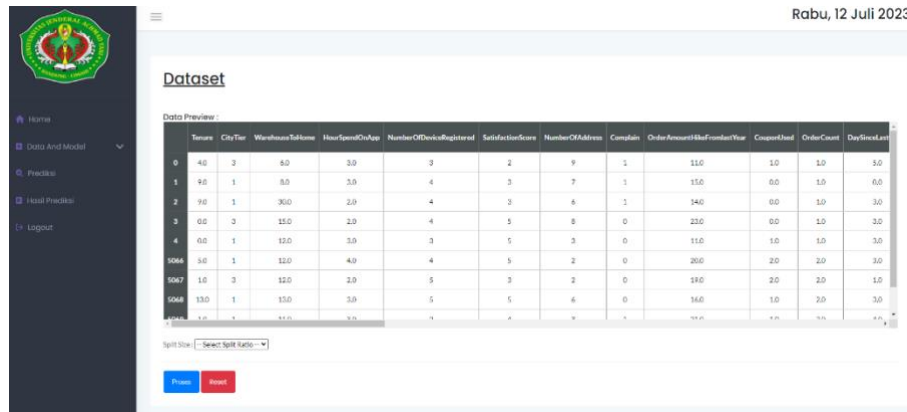 UNIVERSITAS JENDERAL ACHMAD YANI
Rabu, 12 Juli 2023
Home
Data And Model
Prediksi
Hasil Prediksi
Logout
Dataset
Data Preview :
Tenure CityTier WarehouseToHome HourSpendOnApp NumberOfDeviceRegistered SatisfactionScore NumberOfAddress Complain OrderAmountHikeFromlastYear CouponUsed OrderCount DaySinceLast
0 4.0 3 6.0 3.0 3 2 9 1 11.0 1.0 1.0 5.0
1 9.0 1 8.0 3.0 4 3 7 1 15.0 0.0 1.0 0.0
2 9.0 1 30.0 2.0 4 3 6 1 14.0 0.0 1.0 3.0
3 0.0 3 15.0 2.0 4 5 8 0 23.0 0.0 1.0 3.0
4 0.0 1 12.0 3.0 3 5 3 0 11.0 1.0 1.0 3.0
5066 5.0 1 12.0 4.0 4 5 2 0 20.0 2.0 2.0 3.0
5067 1.0 3 12.0 2.0 5 3 2 0 19.0 2.0 2.0 1.0
5068 13.0 1 13.0 3.0 5 5 6 0 16.0 1.0 2.0 3.0
Split Size : -- Select Split Ratio --
Proses Reset